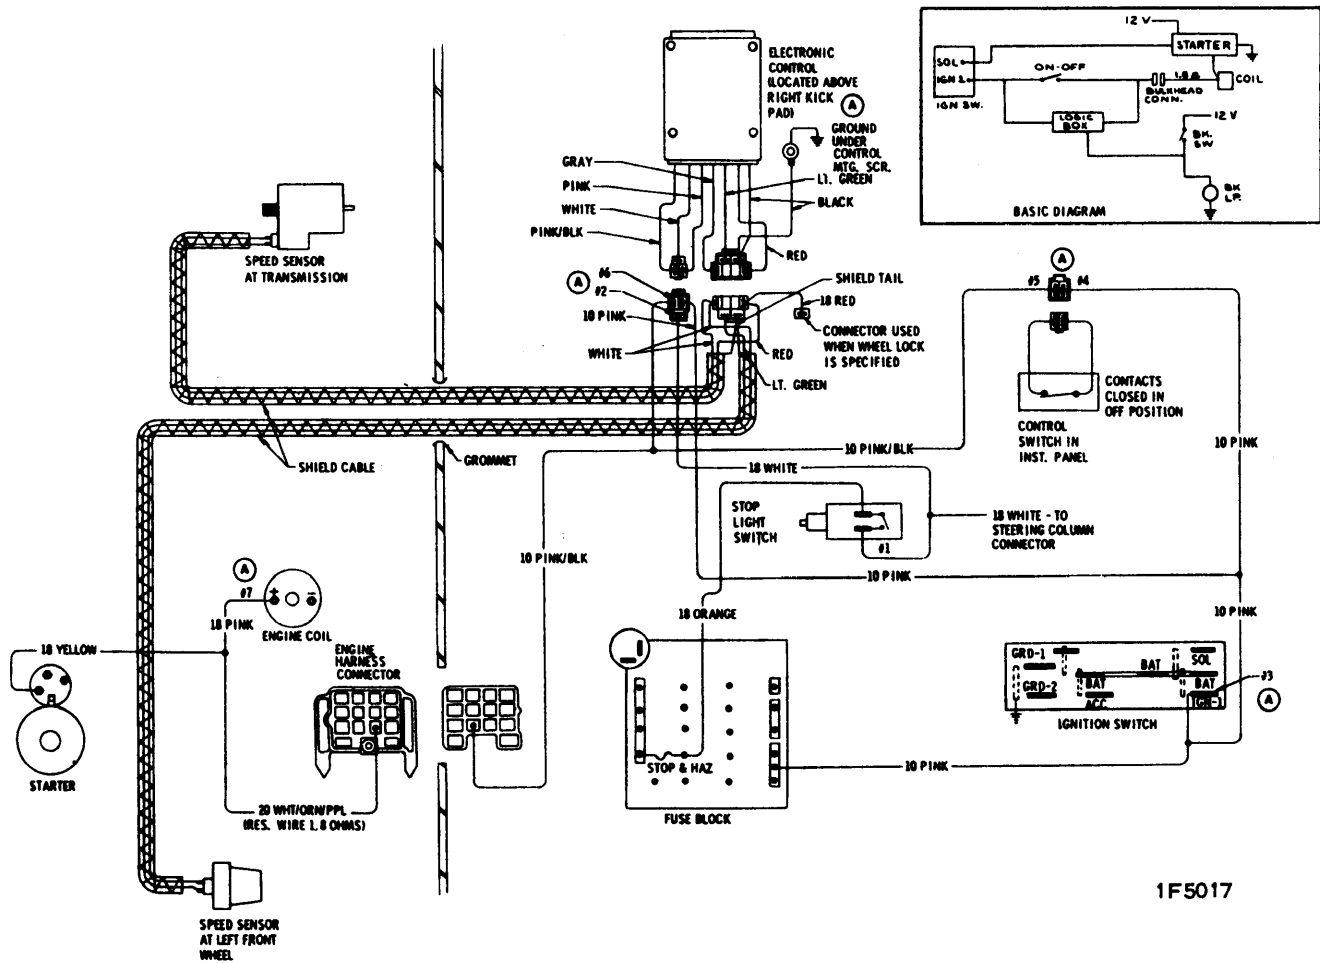 ELECTRONIC
CONTROL
(LOCATED ABOVE
RIGHT KICK
PAD)
A
GROUND
UNDER
CONTROL
MTG. SCR.
GRAY
PINK
WHITE
PINK/BLK
LT. GREEN
BLACK
RED
12 V
STARTER
SOL
IGN 1
IGN SW.
ON-OFF
1.8 Ω
COIL
BULKHEAD
CONN.
LOGIC
BOX
12 V
BK.
SW
BK
LP.
BASIC DIAGRAM
SPEED SENSOR
AT TRANSMISSION
A
#6
#2
10 PINK
WHITE
SHIELD TAIL
18 RED
CONNECTOR USED
WHEN WHEEL LOCK
IS SPECIFIED
RED
LT. GREEN
A
#5
#4
CONTACTS
CLOSED IN
OFF POSITION
CONTROL
SWITCH IN
INST. PANEL
10 PINK
SHIELD CABLE
GROMMET
10 PINK/BLK
18 WHITE
STOP
LIGHT
SWITCH
#1
18 WHITE - TO
STEERING COLUMN
CONNECTOR
10 PINK/BLK
10 PINK
A
#7
+
-
18 PINK
ENGINE COIL
18 YELLOW
ENGINE
HARNESS
CONNECTOR
18 ORANGE
10 PINK
GRD-1
GRD-2
BAT
SOL
BAT
ACC
BAT
IGN-1
#3
A
IGNITION SWITCH
STARTER
STOP & HAZ
10 PINK
FUSE BLOCK
20 WHT/ORN/PPL
(RES. WIRE 1.8 OHMS)
SPEED SENSOR
AT LEFT FRONT
WHEEL
1F5017